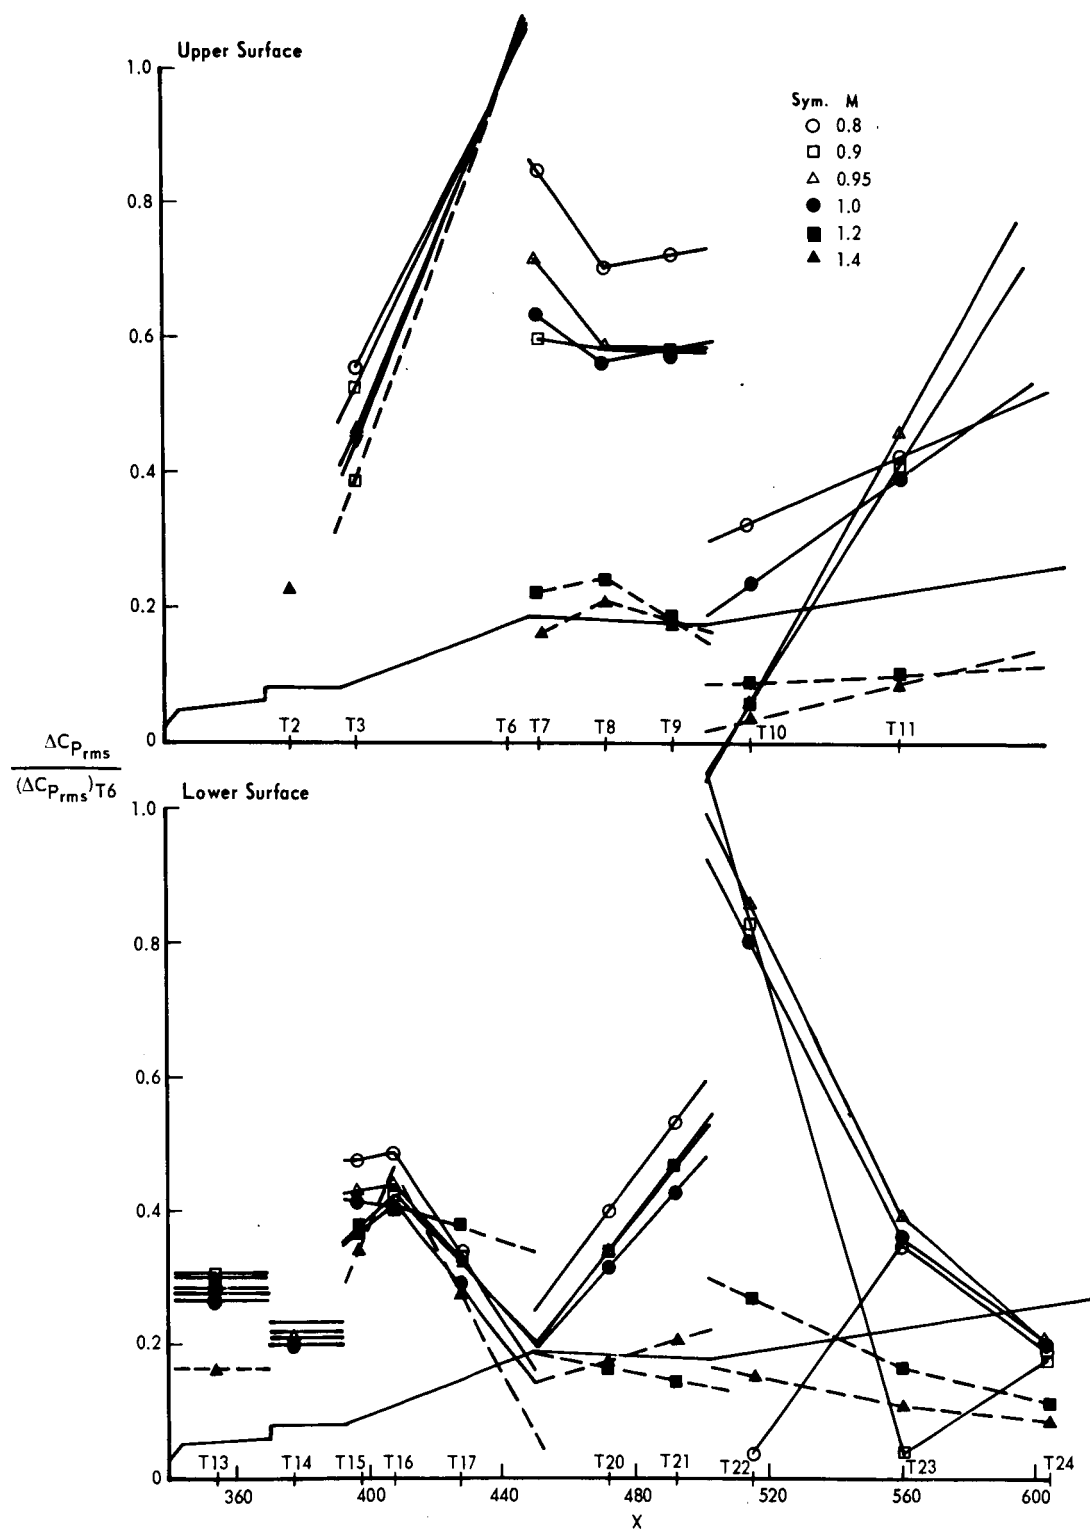 Upper Surface
1.0
Sym. M
0.8
0.9
0.95
1.0
1.2
1.4
0.8
0.6
0.4
0.2
0
T2 T3 T6 T7 T8 T9 T10 T11
ΔCPrms
(ΔCPrms)T6
Lower Surface
1.0
0.8
0.6
0.4
0.2
0
T13 T14 T15 T16 T17 T20 T21 T22 T23 T24
360 400 440 480 520 560 600
X